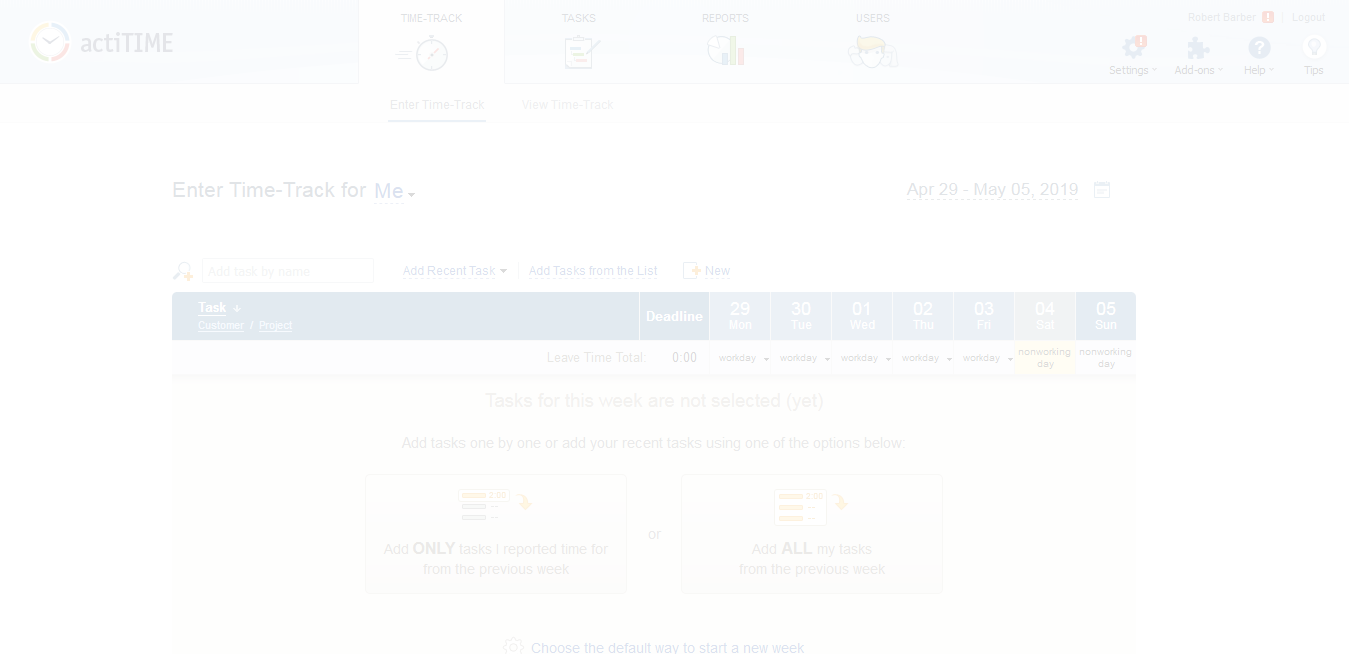 actiTIME
TIME-TRACK
TASKS
REPORTS
USERS
Robert Barber ! Logout
Settings
Add-ons
Help
Tips
Enter Time-Track
View Time-Track
Enter Time-Track for Me
Apr 29 - May 05, 2019
Add task by name
Add Recent Task
Add Tasks from the List
New
Task
Customer / Project
Deadline
29
Mon
30
Tue
01
Wed
02
Thu
03
Fri
04
Sat
05
Sun
Leave Time Total: 0:00
workday
workday
workday
workday
workday
nonworking
day
nonworking
day
Tasks for this week are not selected (yet)
Add tasks one by one or add your recent tasks using one of the options below:
2:00
Add ONLY tasks I reported time for
from the previous week
or
2:00
Add ALL my tasks
from the previous week
Choose the default way to start a new week